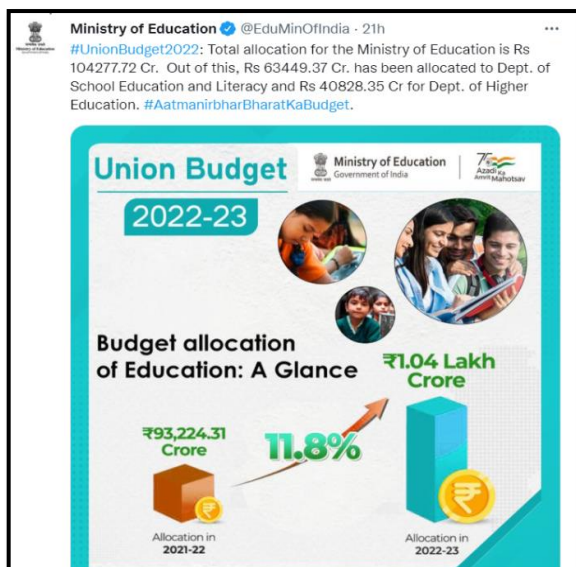 Ministry of Education @EduMinOfIndia · 21h
#UnionBudget2022: Total allocation for the Ministry of Education is Rs
104277.72 Cr. Out of this, Rs 63449.37 Cr. has been allocated to Dept. of
School Education and Literacy and Rs 40828.35 Cr for Dept. of Higher
Education. #AatmanirbharBharatKaBudget.
Union Budget
2022-23
Ministry of Education
Government of India
75
Azadi Ka
Amrit Mahotsav
Budget allocation
of Education: A Glance
₹1.04 Lakh
Crore
₹93,224.31
Crore
11.8%
Allocation in
2021-22
Allocation in
2022-23